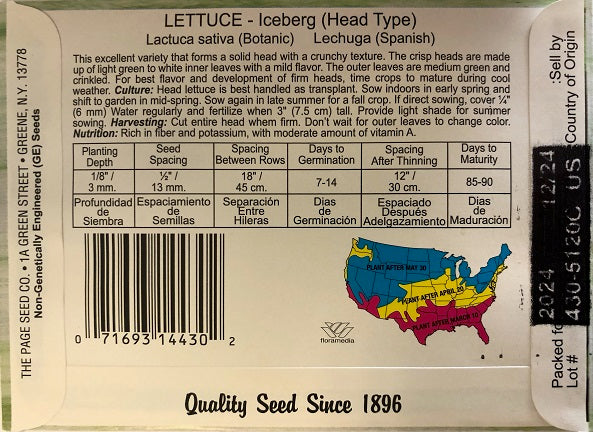 LETTUCE - Iceberg (Head Type)
Lactuca sativa (Botanic) Lechuga (Spanish)
This excellent variety that forms a solid head with a crunchy texture. The crisp heads are made
up of light green to white inner leaves with a mild flavor. The outer leaves are medium green and
crinkled. For best flavor and development of firm heads, time crops to mature during cool
weather. Culture: Head lettuce is best handled as transplant. Sow indoors in early spring and
shift to garden in mid-spring. Sow again in late summer for a fall crop. If direct sowing, cover ¼"
(6 mm) Water regularly and fertilize when 3" (7.5 cm) tall. Provide light shade for summer
sowing. Harvesting: Cut entire head whem firm. Don't wait for outer leaves to change color.
Nutrition: Rich in fiber and potassium, with moderate amount of vitamin A.
Planting Depth Seed Spacing Spacing Between Rows Days to Germination Spacing After Thinning Days to Maturity
1/8" / 3 mm. ½" / 13 mm. 18" / 45 cm. 7-14 12" / 30 cm. 85-90
Profundidad de Siembra Espaciamiento de Semillas Separación Entre Hileras Dias de Germinación Espaciado Déspués Adelgazamiento Dias de Maduración
0 71693 14430 2
floramedia
PLANT AFTER MAY 30
PLANT AFTER APRIL 20
PLANT AFTER MARCH 10
Quality Seed Since 1896
THE PAGE SEED CO. • 1A GREEN STREET • GREENE, N.Y. 13778
Non-Genetically Engineered (GE) Seeds
:Sell by
Country of Origin
2024 12/24
430-5120C US
Packed fo
Lot #